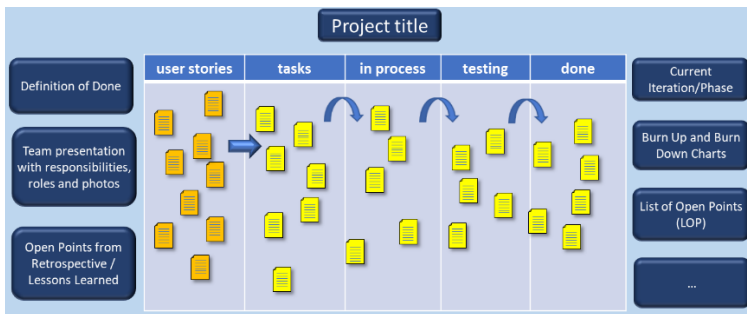 Project title
user stories
tasks
in process
testing
done
Definition of Done
Team presentation
with responsibilities,
roles and photos
Open Points from
Retrospective /
Lessons Learned
Current
Iteration/Phase
Burn Up and Burn
Down Charts
List of Open Points
(LOP)
...